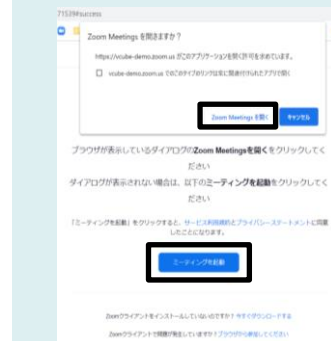 71539#success
Zoom Meetings を開きますか？
https://vcube-demo.zoom.us がこのアプリケーションを開く許可を求めています。
vcube-demo.zoom.us でのこのタイプのリンクは常に関連付けられたアプリで開く
Zoom Meetings を開く キャンセル
ブラウザが表示しているダイアログのZoom Meetingsを開くをクリックしてく
ださい
ダイアログが表示されない場合は、以下のミーティングを起動をクリックしてく
ださい
「ミーティングを起動」をクリックすると、サービス利用規約とプライバシーステートメントに同意
したことになります。
ミーティングを起動
Zoomクライアントをインストールしていないのですか？ 今すぐダウンロードする
Zoomクライアントで問題が発生していますか？ブラウザから参加してください